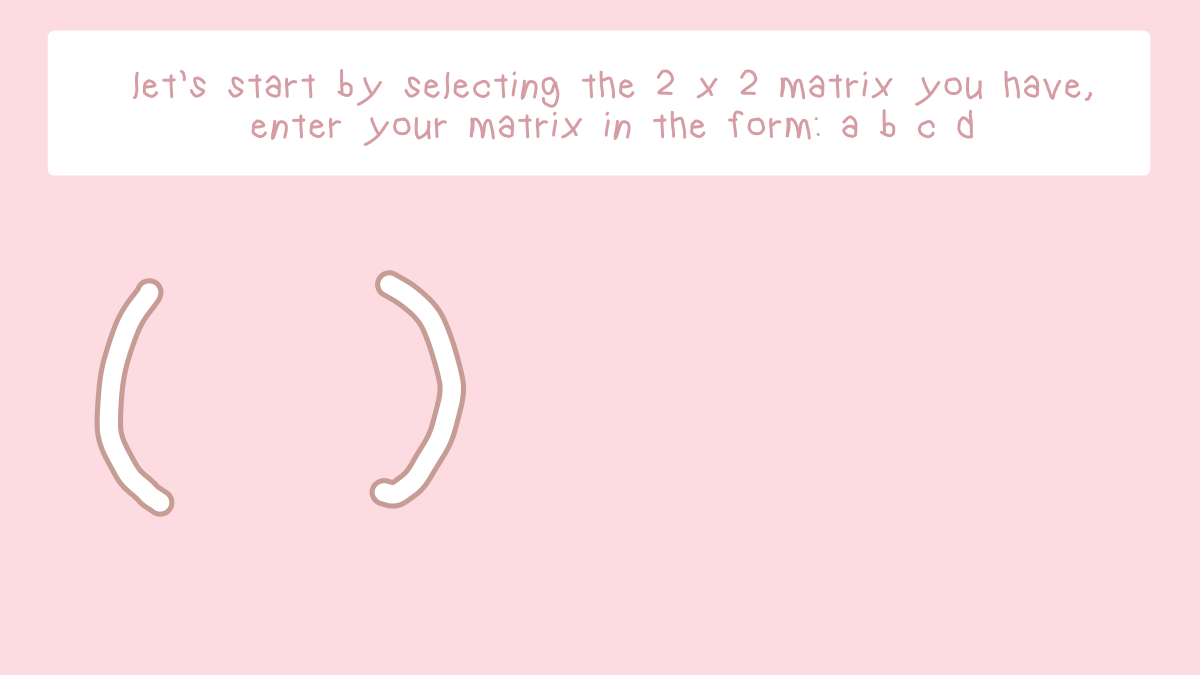 let's start by selecting the 2 x 2 matrix you have,
enter your matrix in the form: a b c d